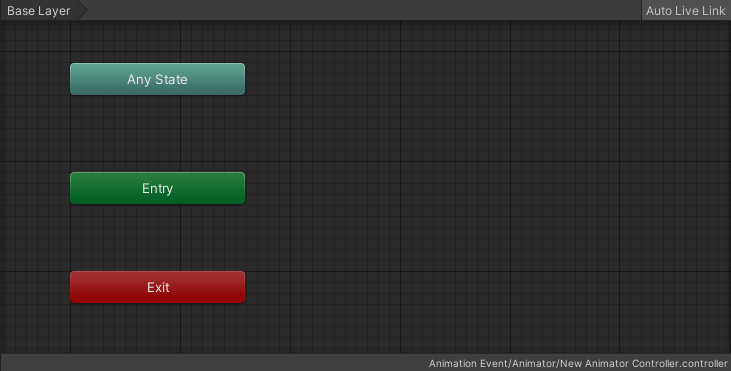 Base Layer
Auto Live Link
Any State
Entry
Exit
Animation Event/Animator/New Animator Controller.controller